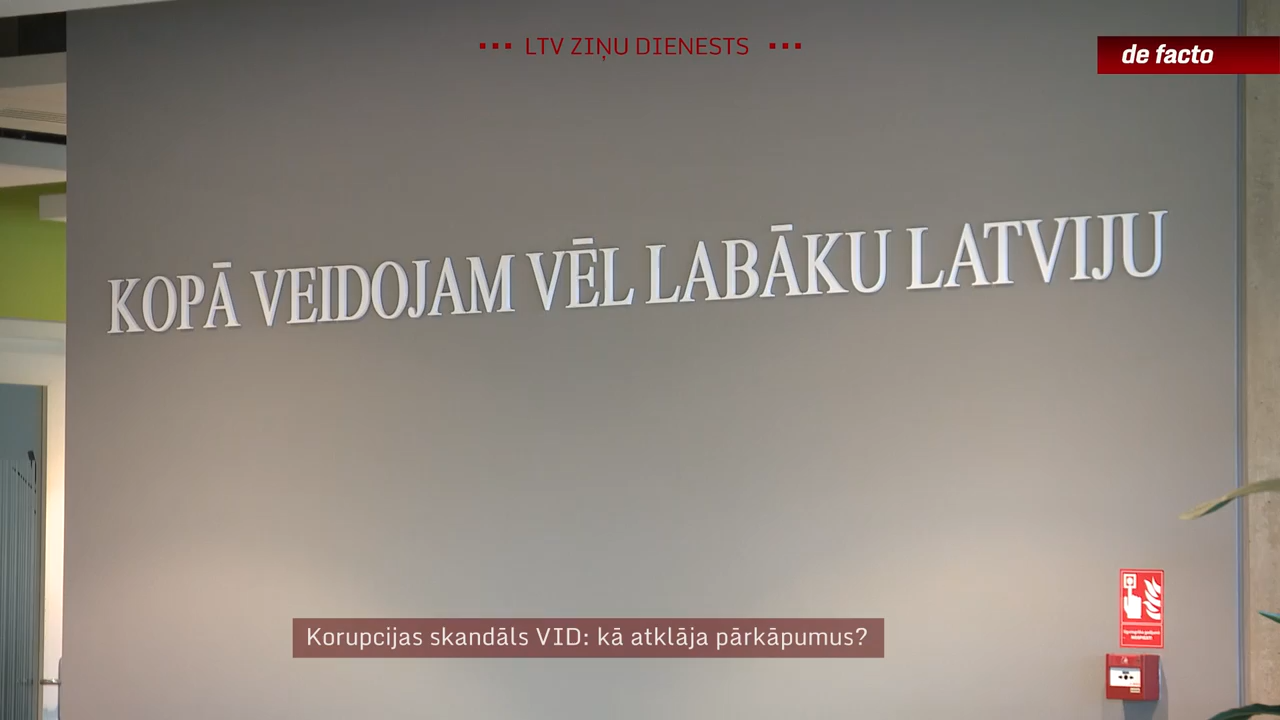 LTV ZIŅU DIENESTS
de facto
KOPĀ VEIDOJAM VĒL LABĀKU LATVIJU
Korupcijas skandāls VID: kā atklāja pārkāpumus?